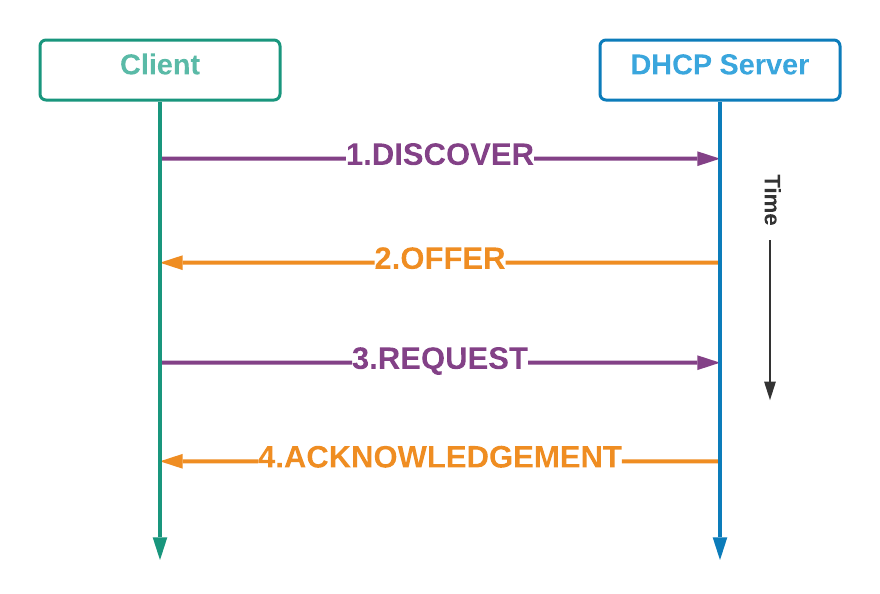 Client
DHCP Server
1.DISCOVER
Time
2.OFFER
3.REQUEST
4.ACKNOWLEDGEMENT